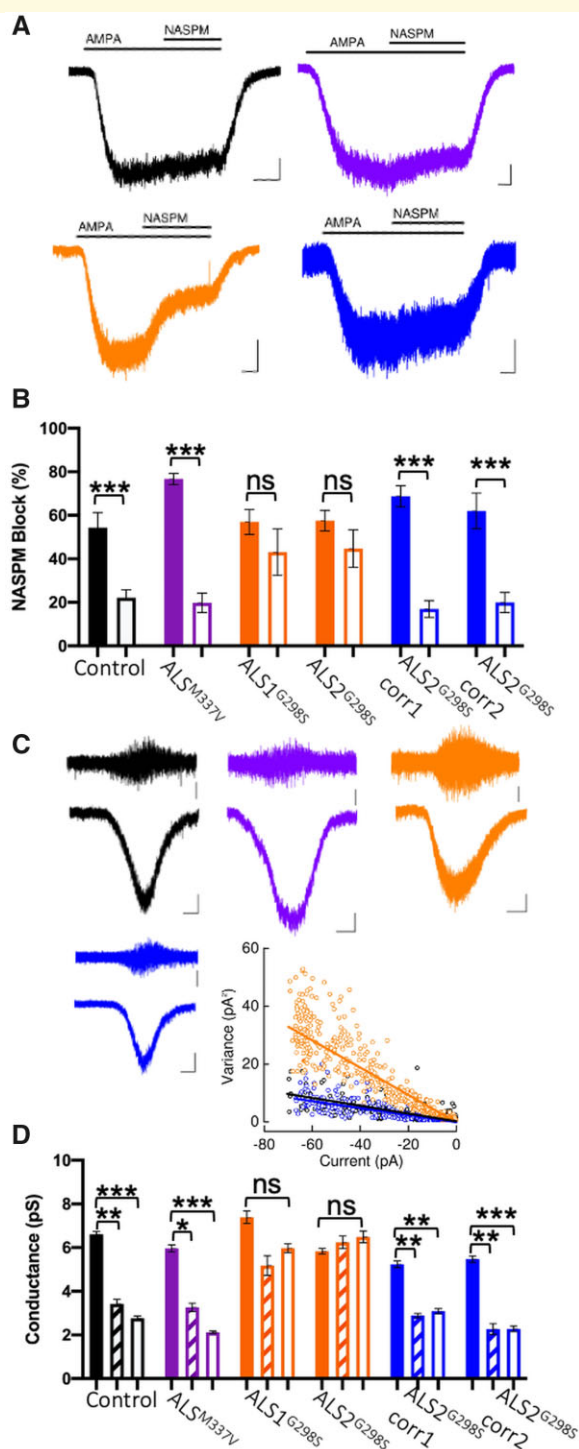 A
NASPM
AMPA
NASPM
AMPA
NASPM
AMPA
NASPM
AMPA
B
NASPM Block (%)
100
80
60
40
20
0
***
***
ns
ns
***
***
Control
ALSM337V
ALS1G298S
ALS2G298S
corr1
ALS2G298S
corr2
ALS2G298S
C
Variance (pA²)
60
40
20
0
-80
-60
-40
-20
0
Current (pA)
D
Conductance (pS)
10
8
6
4
2
0
***
**
***
*
ns
ns
**
**
***
**
Control
ALSM337V
ALS1G298S
ALS2G298S
corr1
ALS2G298S
corr2
ALS2G298S